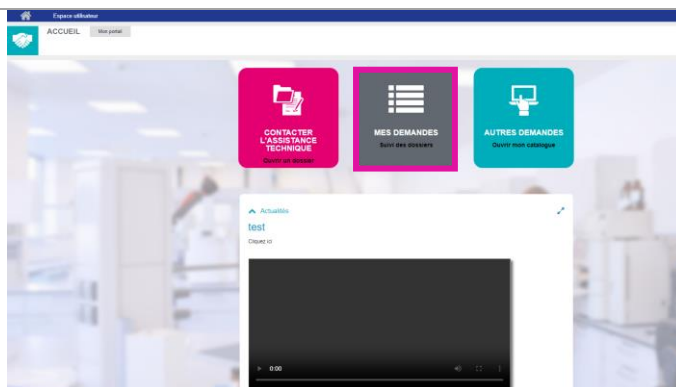 Espace utilisateur
ACCUEIL
Mon portail
CONTACTER
L'ASSISTANCE
TECHNIQUE
Ouvrir un dossier
MES DEMANDES
Suivi des dossiers
AUTRES DEMANDES
Ouvrir mon catalogue
Actualités
test
Cliquez ici
0:00